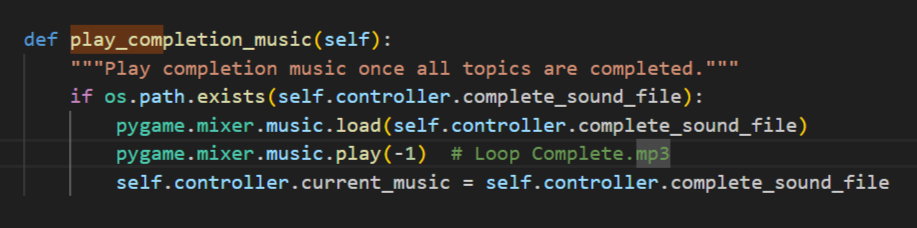 def play_completion_music(self):
    """Play completion music once all topics are completed."""
    if os.path.exists(self.controller.complete_sound_file):
        pygame.mixer.music.load(self.controller.complete_sound_file)
        pygame.mixer.music.play(-1)  # Loop Complete.mp3
        self.controller.current_music = self.controller.complete_sound_file